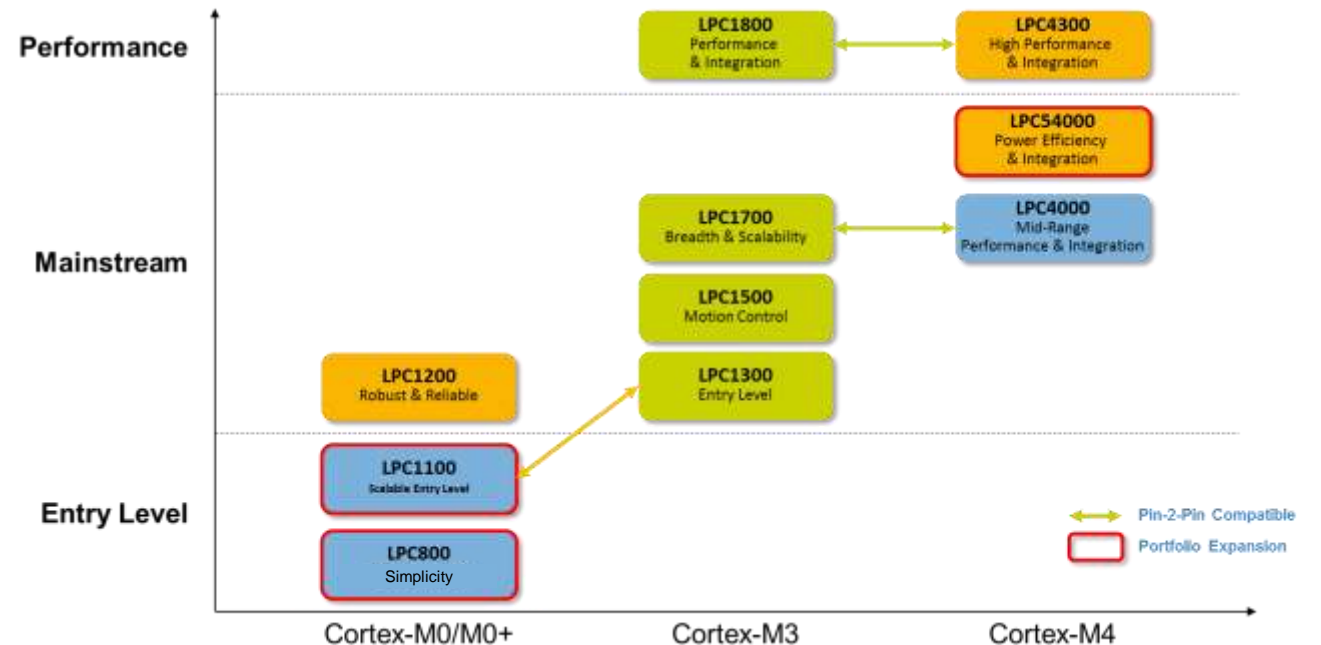 Performance
LPC1800
Performance
& Integration
LPC4300
High Performance
& Integration
LPC54000
Power Efficiency
& Integration
Mainstream
LPC1700
Breadth & Scalability
LPC4000
Mid-Range
Performance & Integration
LPC1500
Motion Control
LPC1200
Robust & Reliable
LPC1300
Entry Level
Entry Level
LPC1100
Scalable Entry Level
LPC800
Simplicity
Pin-2-Pin Compatible
Portfolio Expansion
Cortex-M0/M0+
Cortex-M3
Cortex-M4